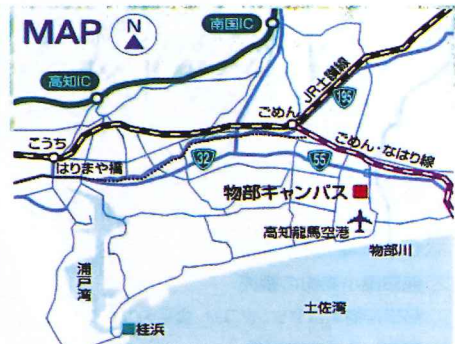 MAP
N
南国IC
高知IC
JR土讃線
195
ごめん
こうち
はりまや橋
ごめん・なはり線
32
55
物部キャンパス
高知龍馬空港
物部川
浦戸湾
土佐湾
桂浜